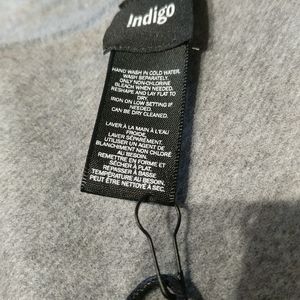 Indigo
HAND WASH IN COLD WATER.
WASH SEPARATELY.
ONLY NON-CHLORINE
BLEACH WHEN NEEDED.
RESHAPE AND LAY FLAT TO
DRY.
IRON ON LOW SETTING IF
NEEDED.
CAN BE DRY CLEANED.
LAVER À LA MAIN À L'EAU
FROIDE.
LAVER SÉPARÉMENT.
UTILISER UN AGENT DE
BLANCHIMENT NON CHLORÉ
AU BESOIN.
REMETTRE EN FORME ET
SÉCHER À PLAT.
REPASSER À BASSE
TEMPÉRATURE AU BESOIN.
PEUT ÊTRE NETTOYÉ À SEC.